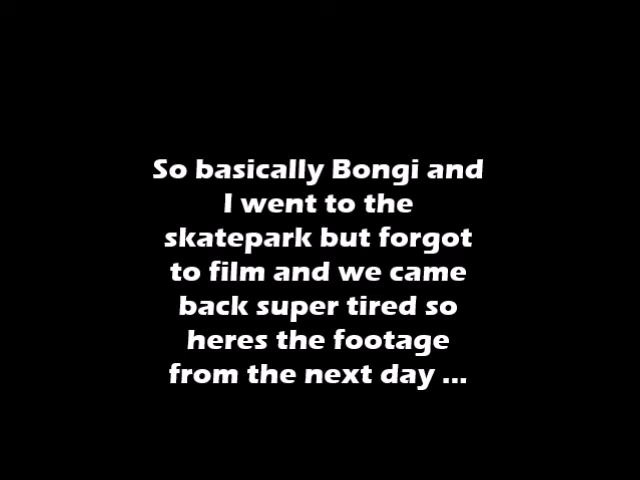 So basically Bongi and
I went to the
skatepark but forgot
to film and we came
back super tired so
heres the footage
from the next day ...